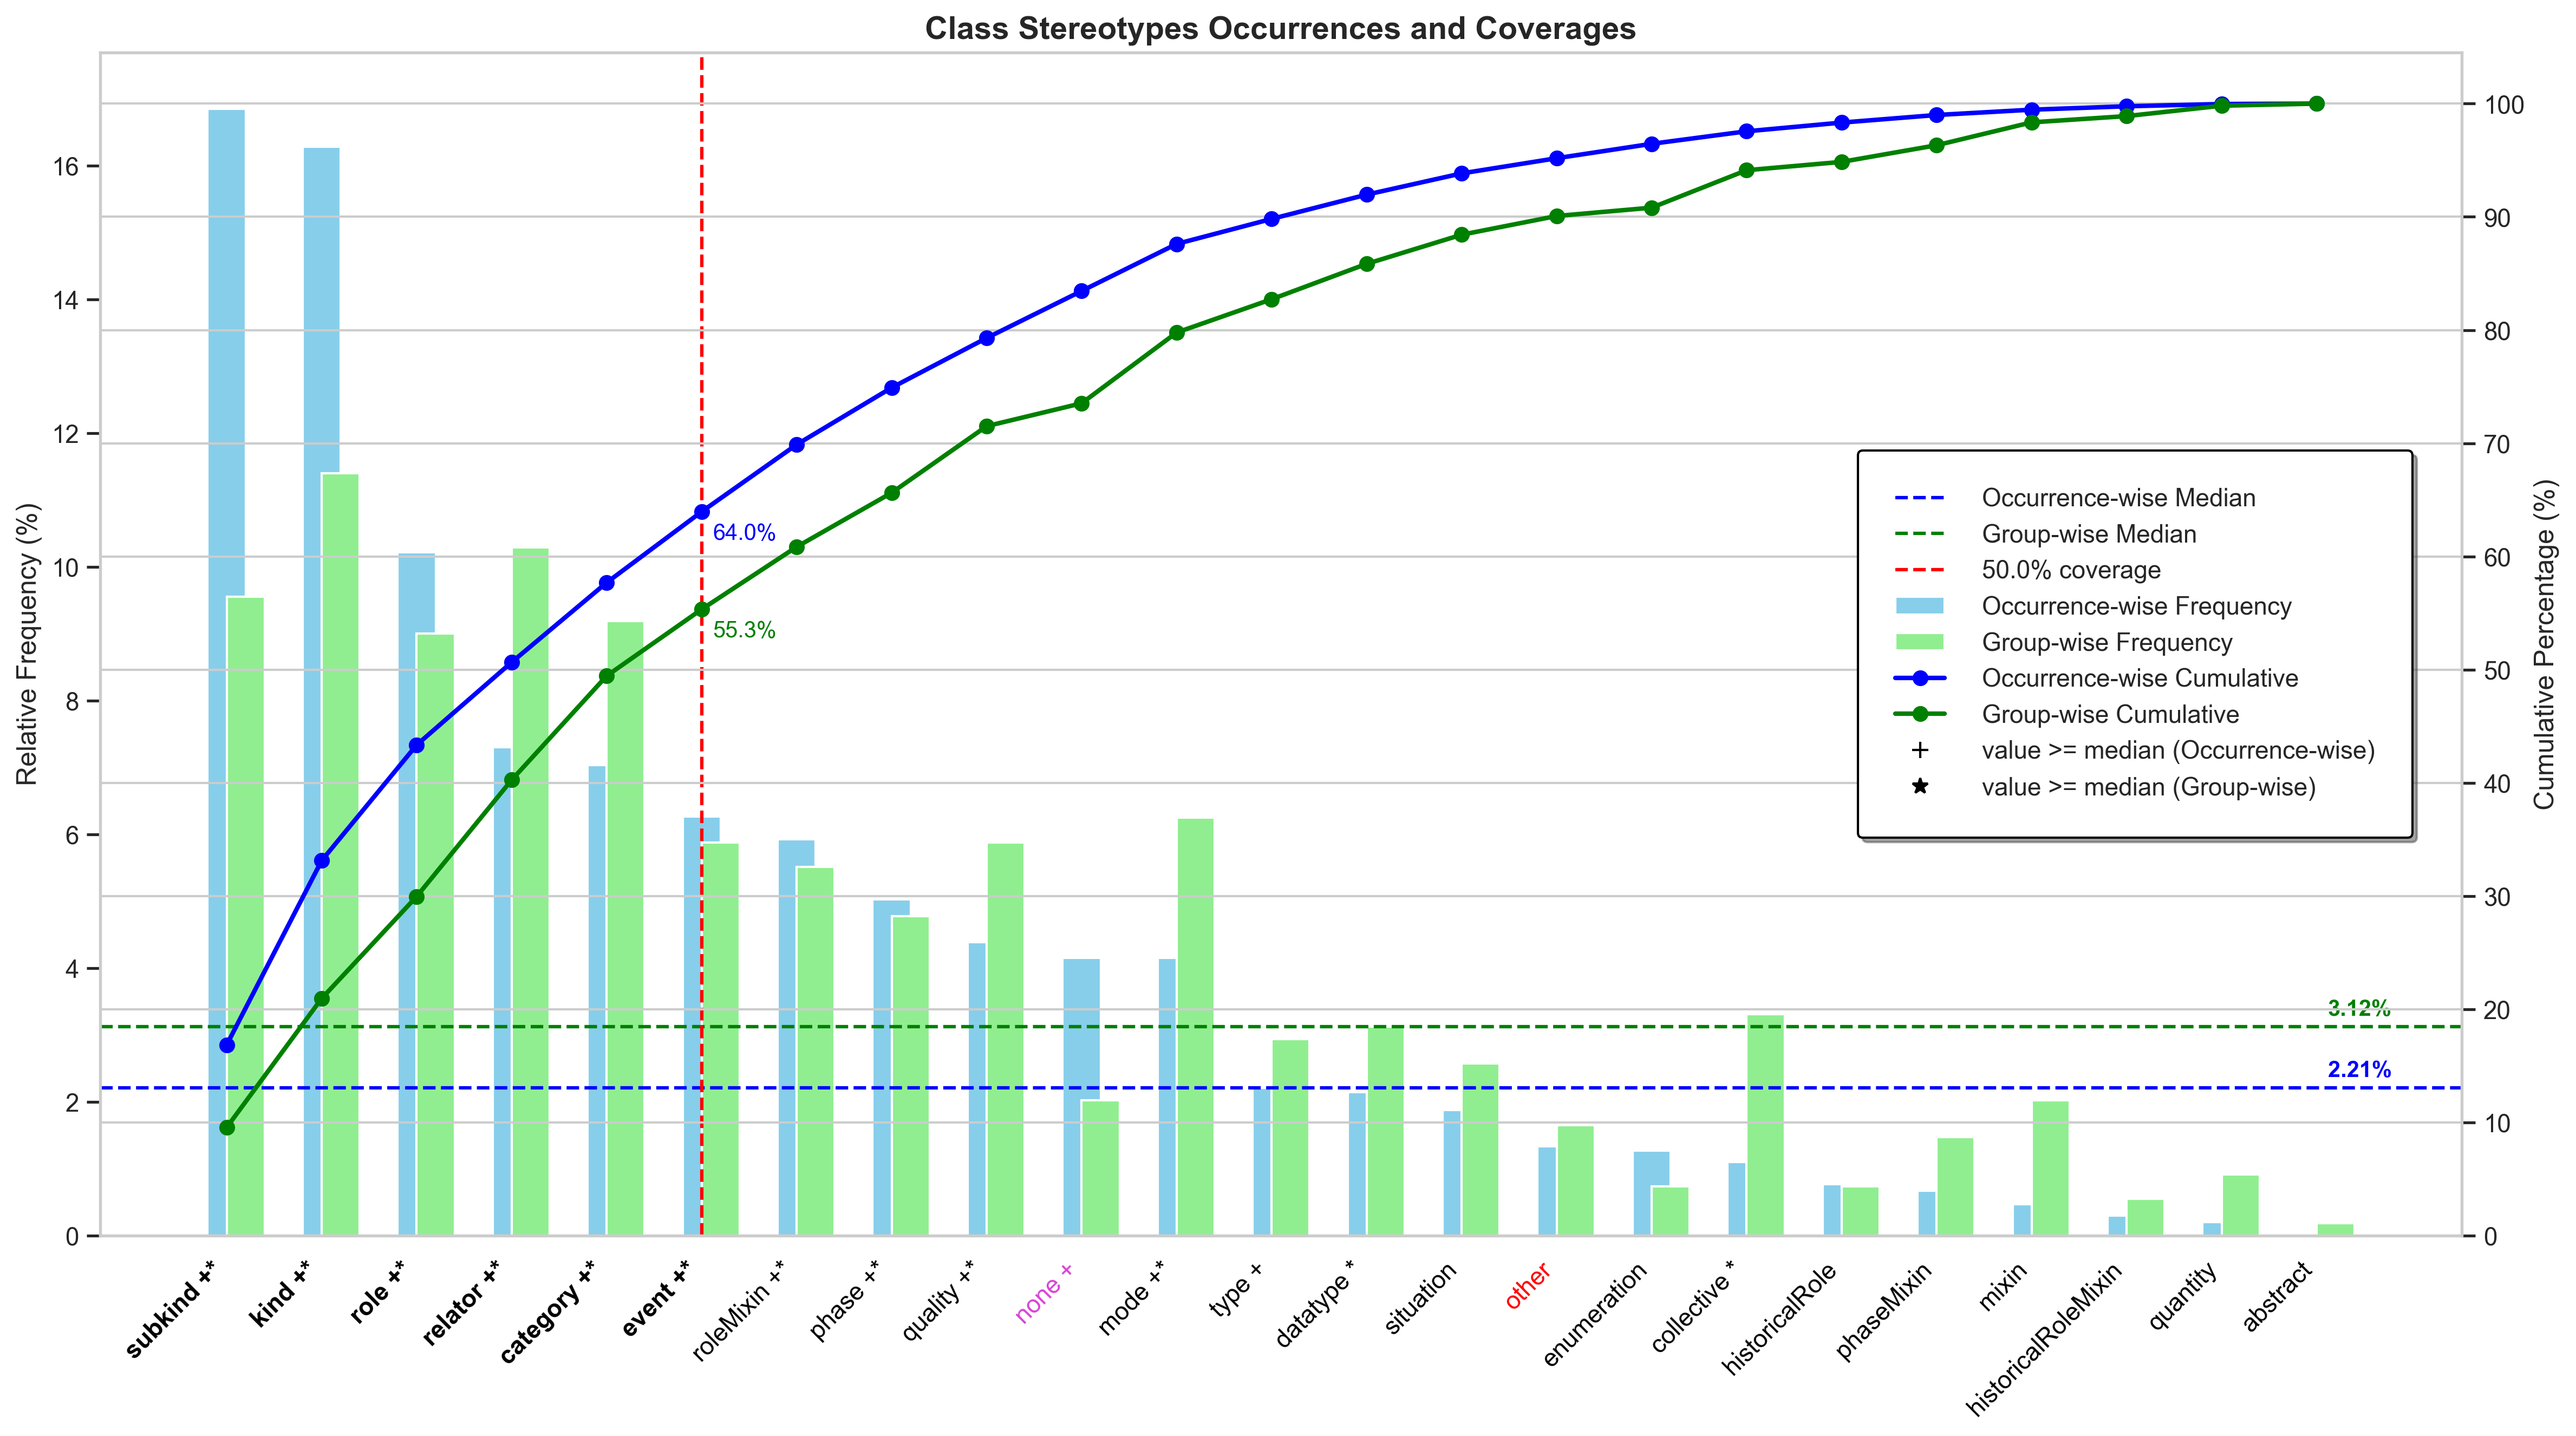 Class Stereotypes Occurrences and Coverages
Relative Frequency (%)
16
14
12
10
8
6
4
2
0
100
90
80
70
60
50
40
30
20
10
0
Cumulative Percentage (%)
64.0%
55.3%
3.12%
2.21%
Occurrence-wise Median
Group-wise Median
50.0% coverage
Occurrence-wise Frequency
Group-wise Frequency
Occurrence-wise Cumulative
Group-wise Cumulative
value >= median (Occurrence-wise)
value >= median (Group-wise)
subkind +*
kind +*
role +*
relator +*
category +*
event +*
roleMixin +*
phase +*
quality +*
none +
mode +*
type +
datatype *
situation
other
enumeration
collective *
historicalRole
phaseMixin
mixin
historicalRoleMixin
quantity
abstract